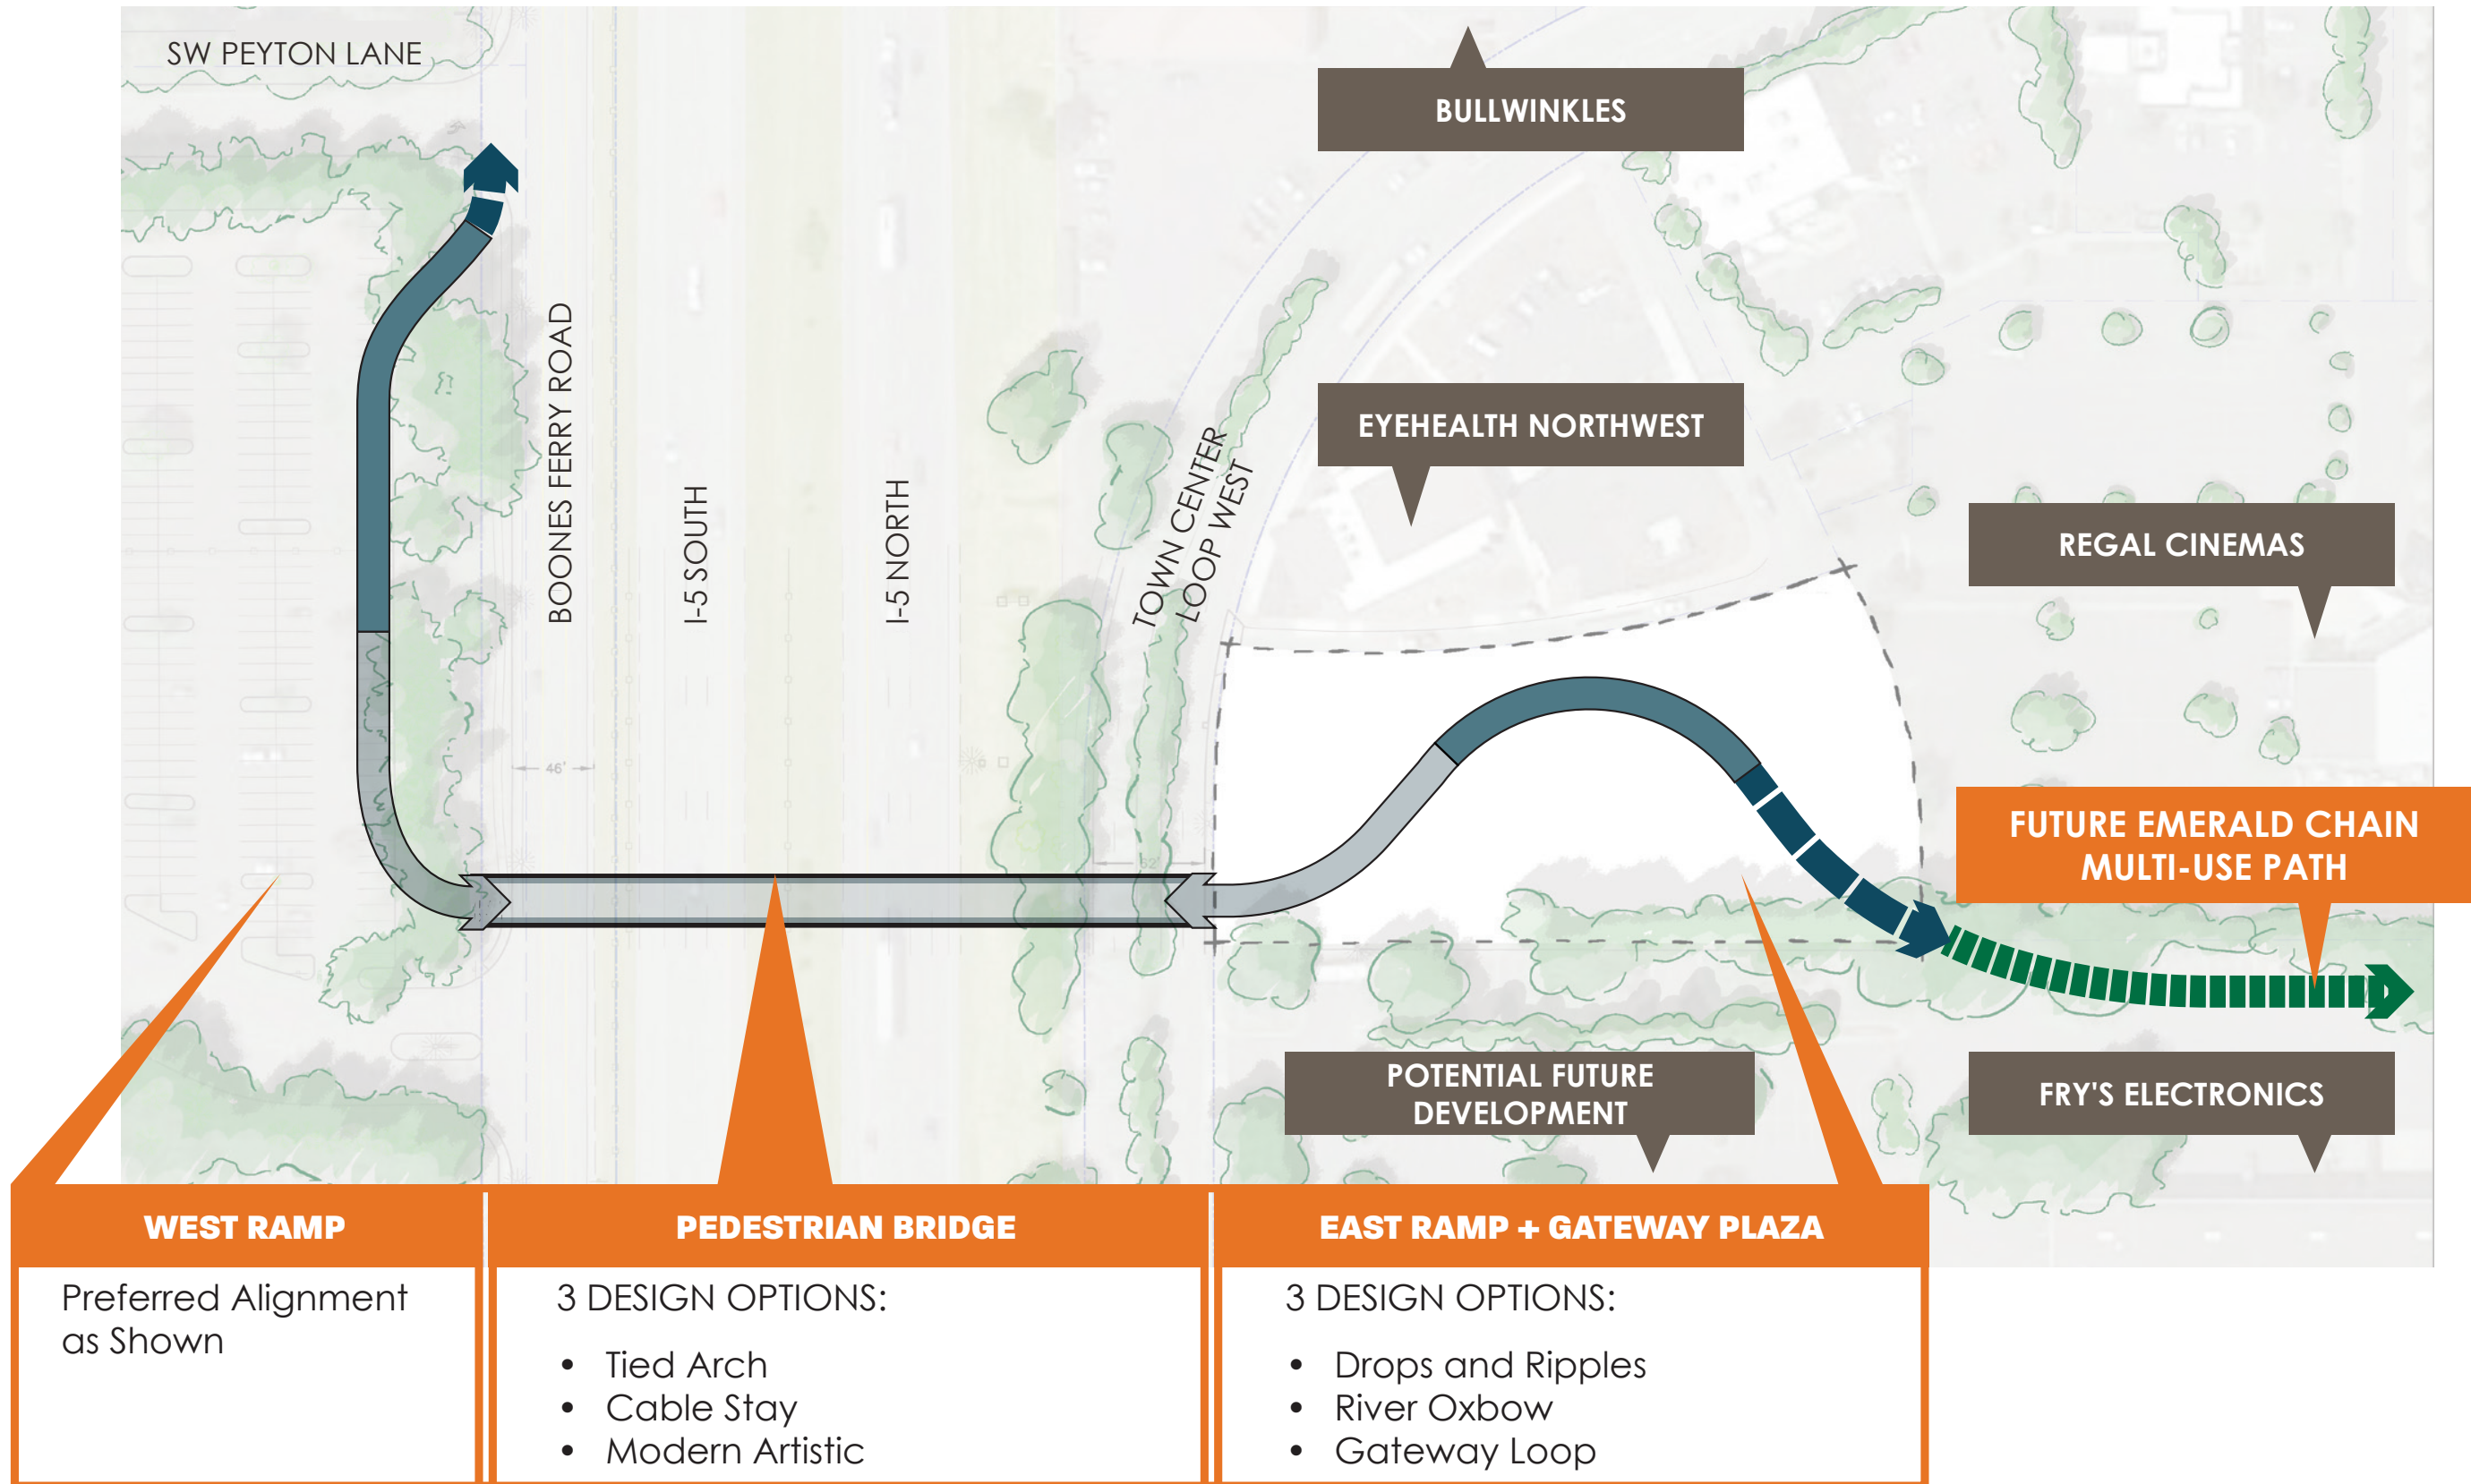 SW PEYTON LANE
BULLWINKLES
BOONES FERRY ROAD
I-5 SOUTH
I-5 NORTH
TOWN CENTER
LOOP WEST
EYEHEALTH NORTHWEST
REGAL CINEMAS
46'
52'
FUTURE EMERALD CHAIN
MULTI-USE PATH
POTENTIAL FUTURE
DEVELOPMENT
FRY'S ELECTRONICS
WEST RAMP
Preferred Alignment
as Shown
PEDESTRIAN BRIDGE
3 DESIGN OPTIONS:
• Tied Arch
• Cable Stay
• Modern Artistic
EAST RAMP + GATEWAY PLAZA
3 DESIGN OPTIONS:
• Drops and Ripples
• River Oxbow
• Gateway Loop